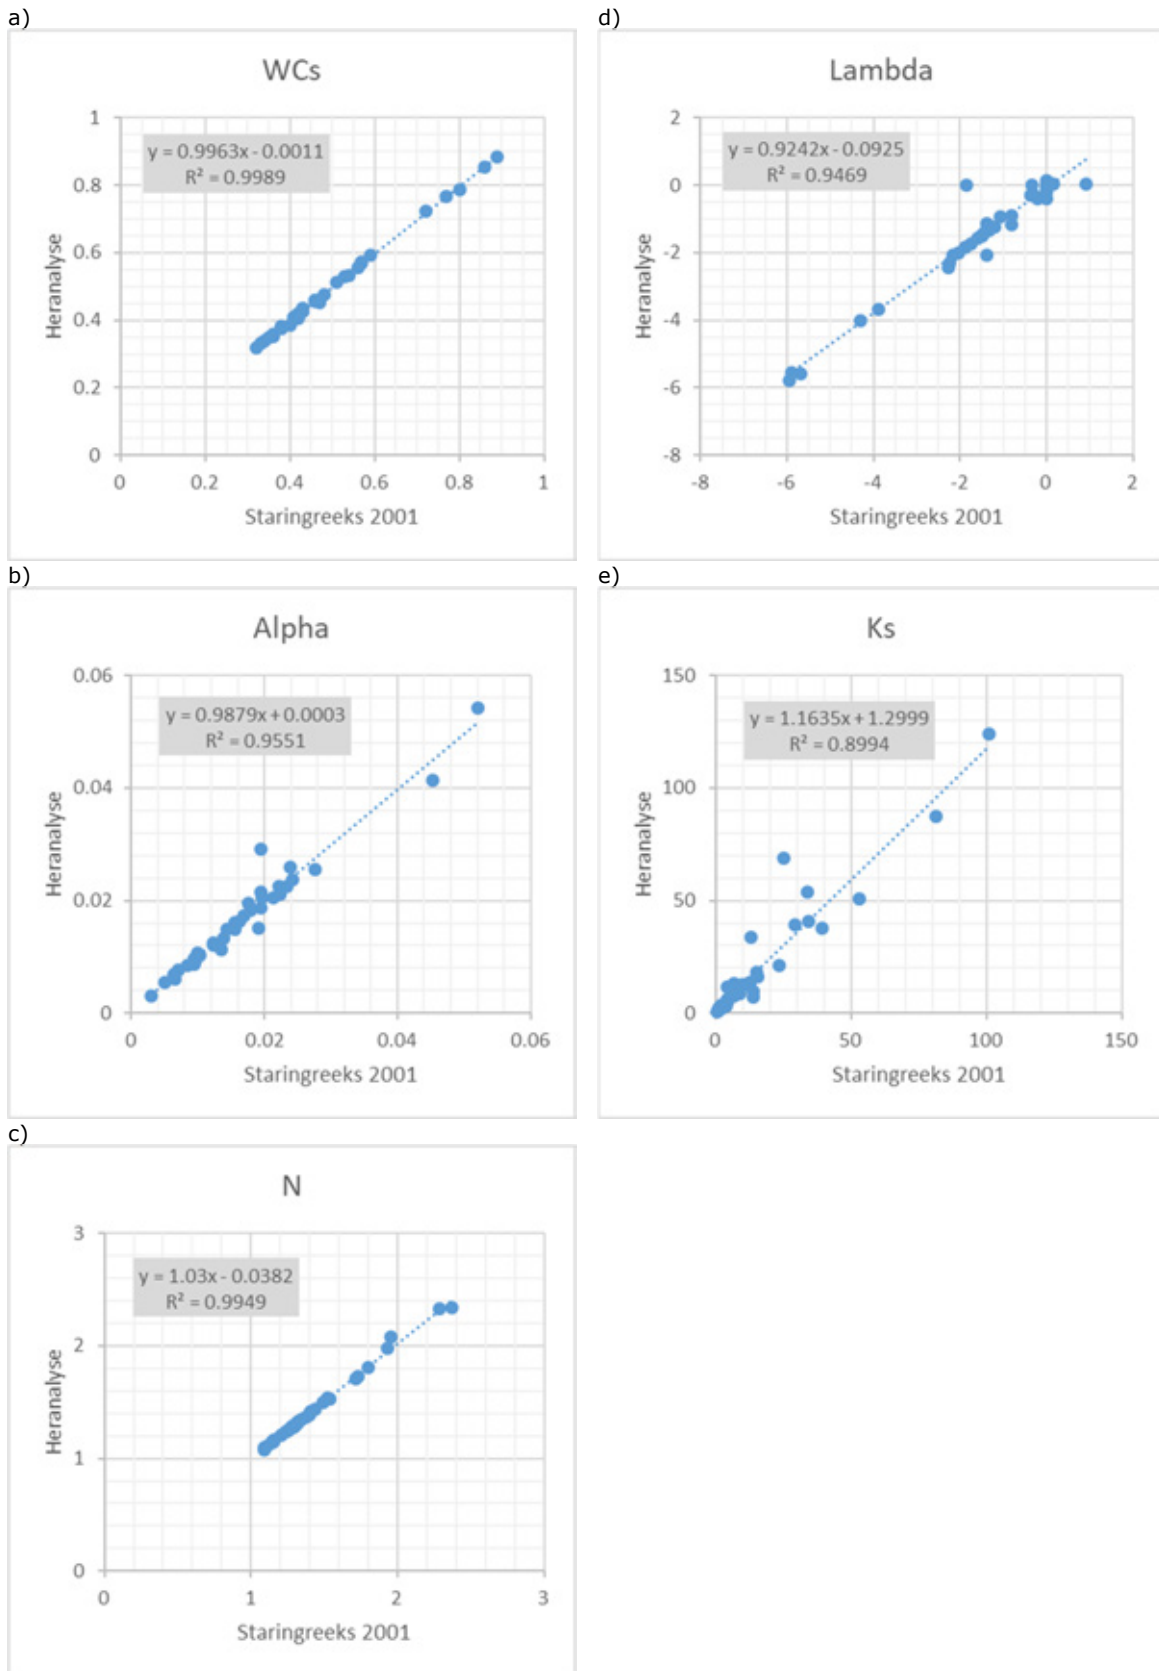 a)
WCs
y = 0.9963x - 0.0011
R² = 0.9989
1
0.8
0.6
0.4
0.2
0
0 0.2 0.4 0.6 0.8 1
Heranalyse
Staringreeks 2001
b)
Alpha
y = 0.9879x + 0.0003
R² = 0.9551
0.06
0.04
0.02
0
0 0.02 0.04 0.06
Heranalyse
Staringreeks 2001
c)
N
y = 1.03x - 0.0382
R² = 0.9949
3
2
1
0
0 1 2 3
Heranalyse
Staringreeks 2001
d)
Lambda
y = 0.9242x - 0.0925
R² = 0.9469
2
0
-2
-4
-6
-8
-8 -6 -4 -2 0 2
Heranalyse
Staringreeks 2001
e)
Ks
y = 1.1635x + 1.2999
R² = 0.8994
150
100
50
0
0 50 100 150
Heranalyse
Staringreeks 2001